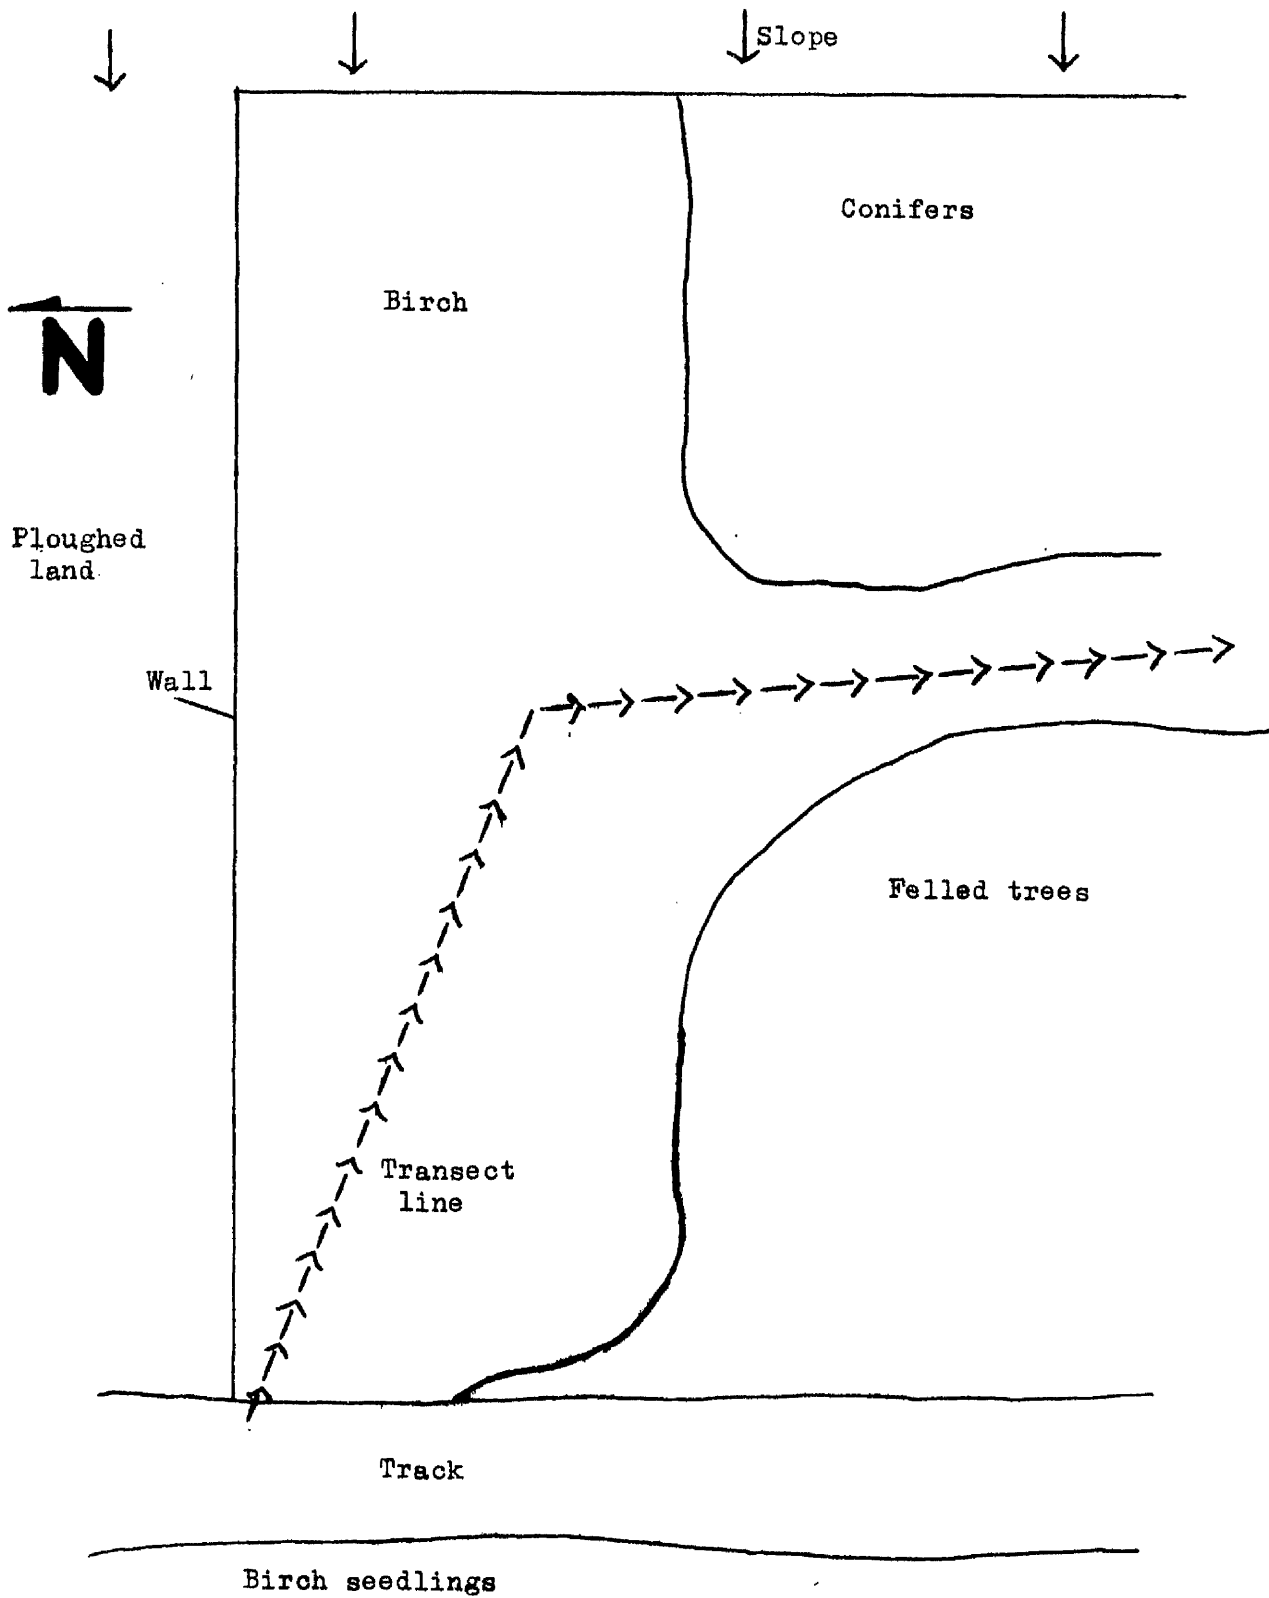 Slope
Conifers
Birch
N
Ploughed
land
Wall
Felled trees
Transect
line
Track
Birch seedlings